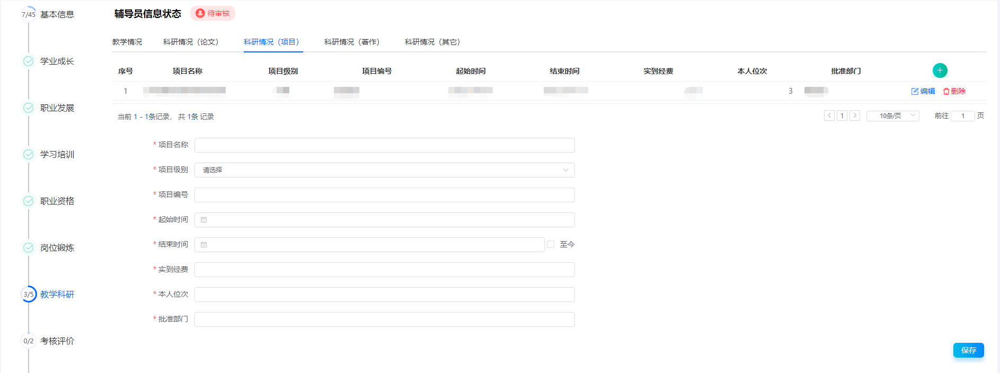 7/45 基本信息
学业成长
职业发展
学习培训
职业资格
岗位锻炼
3/5 教学科研
0/2 考核评价
辅导员信息状态 待审核
教学情况 科研情况（论文） 科研情况（项目） 科研情况（著作） 科研情况（其它）
序号 项目名称 项目级别 项目编号 起始时间 结束时间 实到经费 本人位次 批准部门
1 3 编辑 删除
当前 1 - 1条记录， 共 1条 记录 1 10条/页 前往 1 页
* 项目名称
* 项目级别 请选择
* 项目编号
* 起始时间
* 结束时间 至今
* 实到经费
* 本人位次
* 批准部门
保存